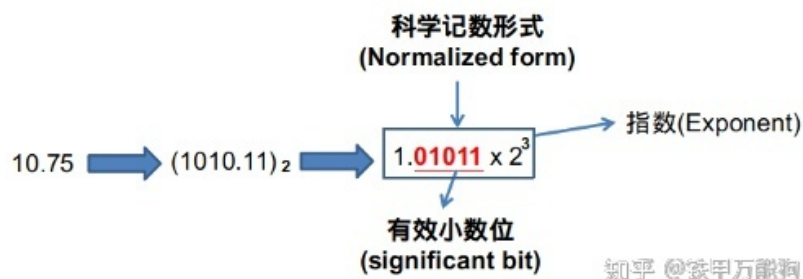 科学记数形式
(Normalized form)
10.75
(1010.11)₂
1.01011 x 2³
指数(Exponent)
有效小数位
(significant bit)
知乎 @铁甲万能狗